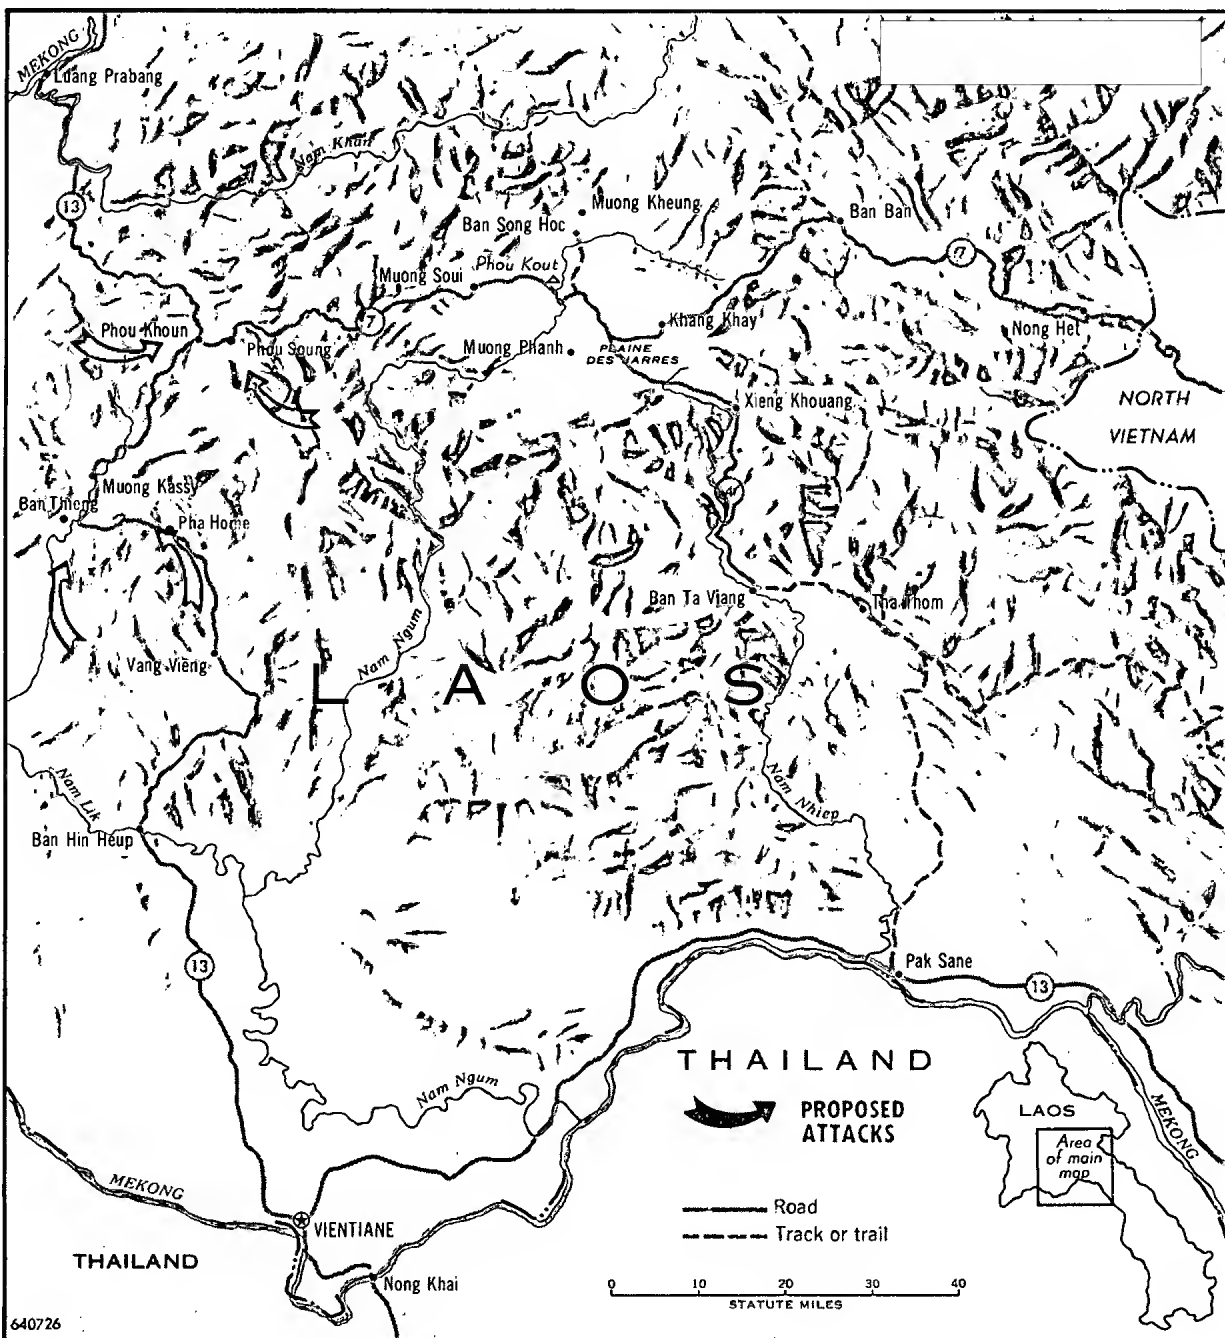 MEKONG
Luang Prabang
Nam Khan
13
Muong Kheung
Ban Song Hoc
Ban Ban
7
Phou Kout
Muong Soui
7
Phou Khoun
Phou Soung
Khang Khay
Nong Het
Muong Phanh
PLAINE
DES JARRES
Xieng Khouang
NORTH
VIETNAM
Muong Kassy
Ban Thieng
Pha Home
4
Ban Ta Viang
Tha Thom
Nam Ngum
Vang Vieng
LAOS
Nam Lik
Nam Nhiep
Ban Hin Heup
13
Pak Sane
13
THAILAND
PROPOSED
ATTACKS
Nam Ngum
LAOS
Area
of main
map
MEKONG
MEKONG
Road
Track or trail
VIENTIANE
THAILAND
Nong Khai
0 10 20 30 40
STATUTE MILES
640726